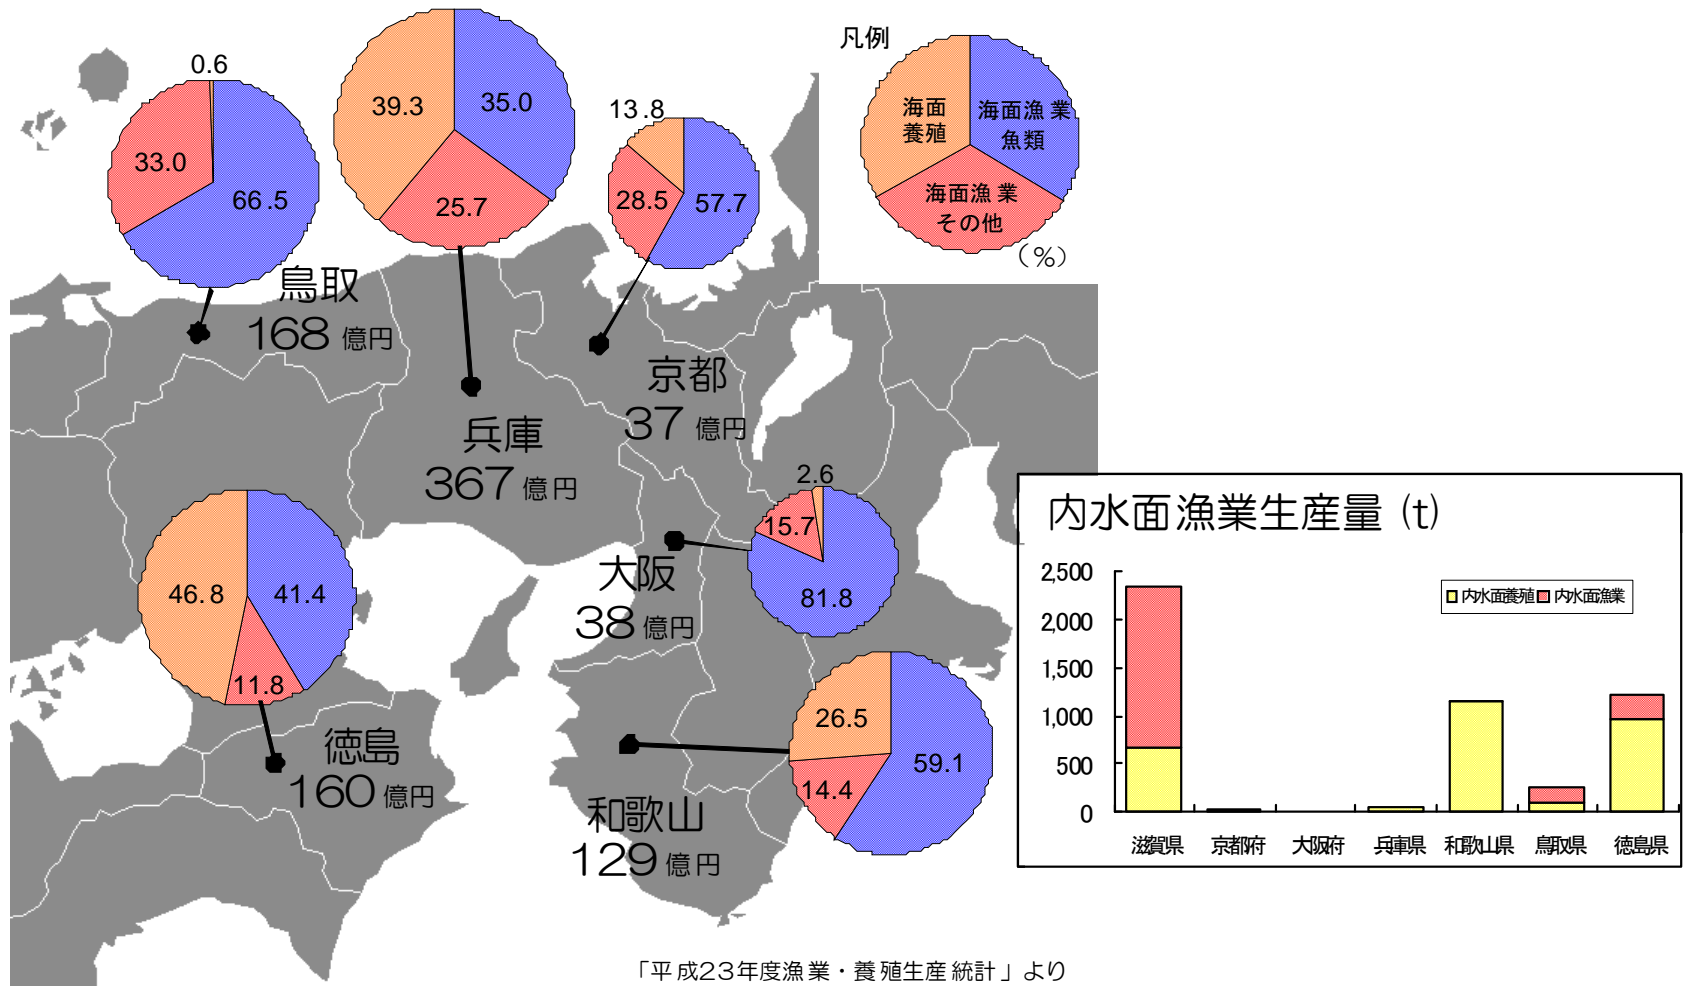 0.6
33.0
66.5
39.3
35.0
25.7
13.8
28.5
57.7
凡例
海面
養殖
海面漁業
魚類
海面漁業
その他
(%)
鳥取
168 億円
兵庫
367 億円
京都
37 億円
2.6
15.7
81.8
大阪
38 億円
46.8
41.4
11.8
徳島
160 億円
26.5
59.1
14.4
和歌山
129 億円
内水面漁業生産量 (t)
2,500
2,000
1,500
1,000
500
0
内水面養殖 内水面漁業
滋賀県 京都府 大阪府 兵庫県 和歌山県 鳥取県 徳島県
「平成23年度漁業・養殖生産統計」より